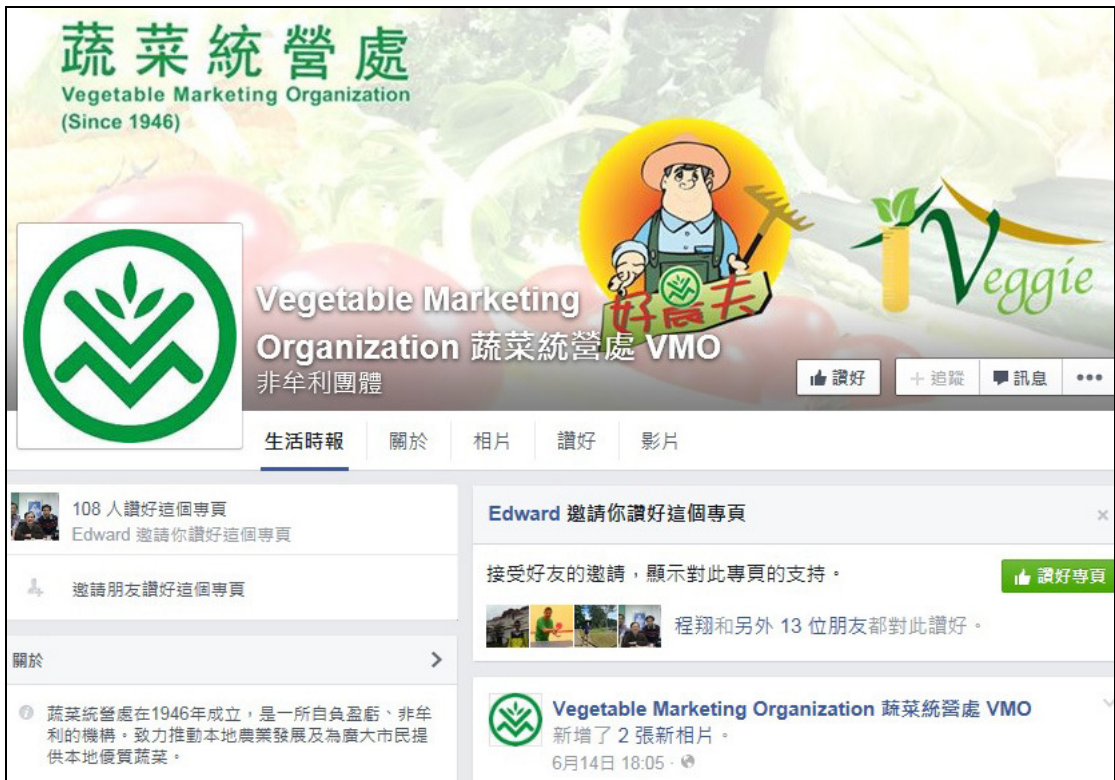 蔬菜統營處
Vegetable Marketing Organization
(Since 1946)
好農夫
Veggie
Vegetable Marketing
Organization 蔬菜統營處 VMO
非牟利團體
讚好
+ 追蹤
訊息
生活時報
關於
相片
讚好
影片
108 人讚好這個專頁
Edward 邀請你讚好這個專頁
邀請朋友讚好這個專頁
關於
蔬菜統營處在1946年成立，是一所自負盈虧、非牟
利的機構。致力推動本地農業發展及為廣大市民提
供本地優質蔬菜。
Edward 邀請你讚好這個專頁
接受好友的邀請，顯示對此專頁的支持。
讚好專頁
程翔和另外 13 位朋友都對此讚好。
Vegetable Marketing Organization 蔬菜統營處 VMO
新增了 2 張新相片。
6月14日 18:05 ·